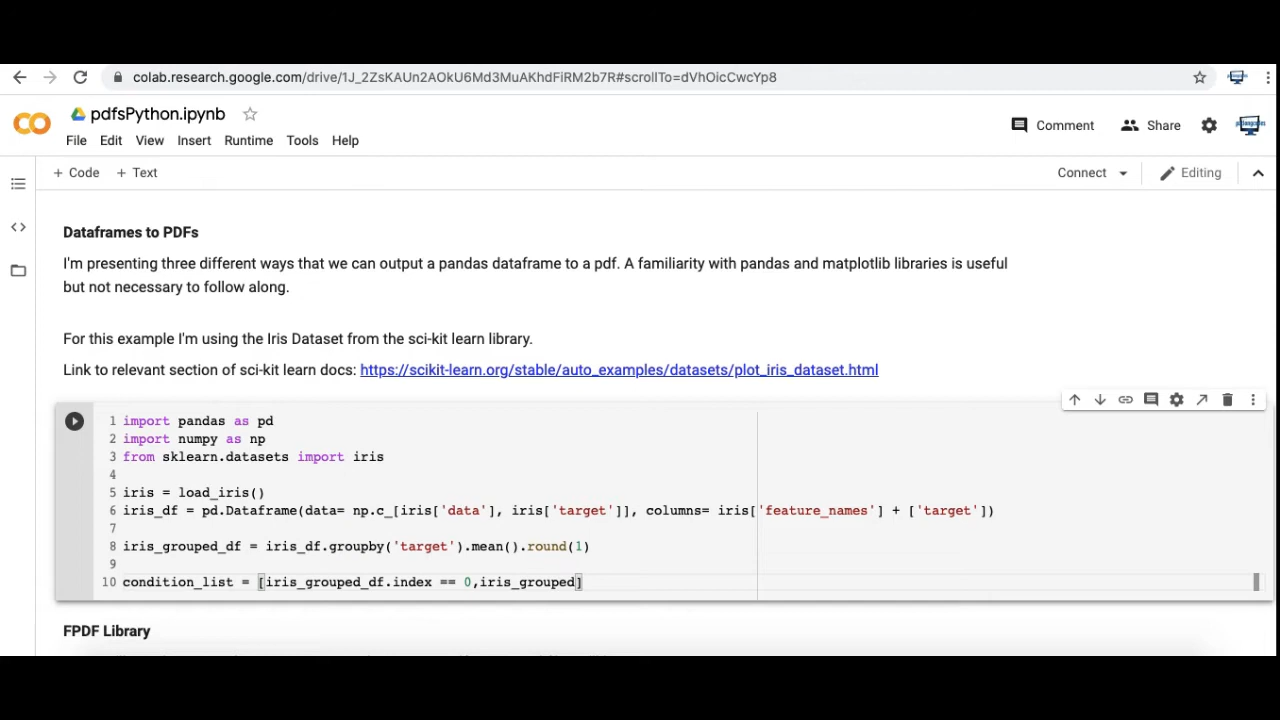 colab.research.google.com/drive/1J_2ZsKAUn2AOkU6Md3MuAKhdFiRM2b7R#scrollTo=dVhOicCwcYp8
pdfsPython.ipynb
Comment
Share
File Edit View Insert Runtime Tools Help
+ Code + Text
Connect
Editing
Dataframes to PDFs
I'm presenting three different ways that we can output a pandas dataframe to a pdf. A familiarity with pandas and matplotlib libraries is useful
but not necessary to follow along.
For this example I'm using the Iris Dataset from the sci-kit learn library.
Link to relevant section of sci-kit learn docs: https://scikit-learn.org/stable/auto_examples/datasets/plot_iris_dataset.html
1 import pandas as pd
2 import numpy as np
3 from sklearn.datasets import iris
4
5 iris = load_iris()
6 iris_df = pd.Dataframe(data= np.c_[iris['data'], iris['target']], columns= iris['feature_names'] + ['target'])
7
8 iris_grouped_df = iris_df.groupby('target').mean().round(1)
9
10 condition_list = [iris_grouped_df.index == 0,iris_grouped]
FPDF Library